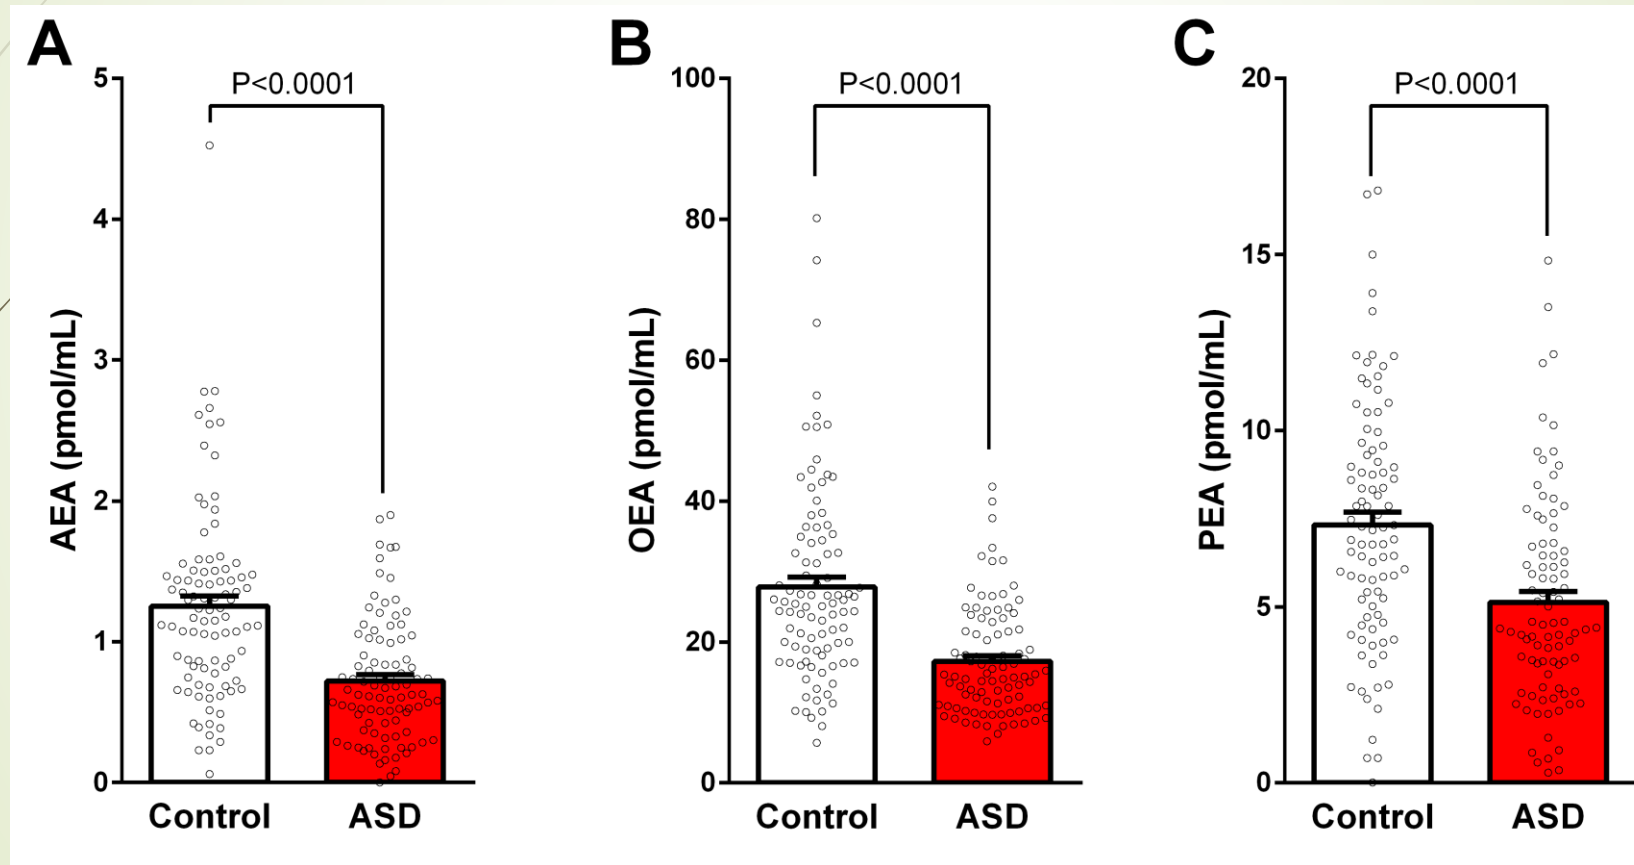 A
P<0.0001
5
4
3
2
1
0
AEA (pmol/mL)
Control
ASD
B
P<0.0001
100
80
60
40
20
0
OEA (pmol/mL)
Control
ASD
C
P<0.0001
20
15
10
5
0
PEA (pmol/mL)
Control
ASD